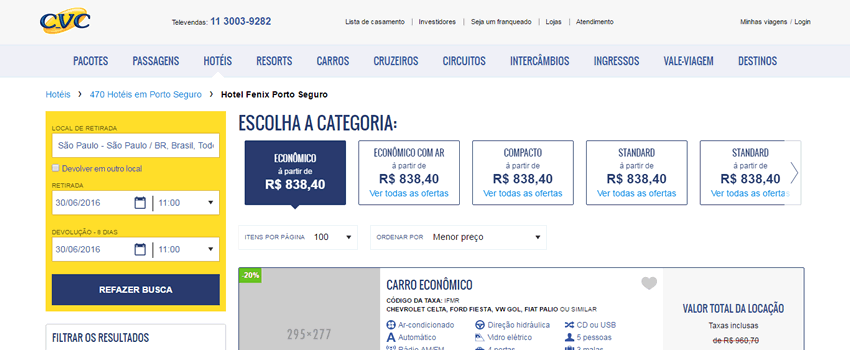 CVC
Televendas: 11 3003-9282
Lista de casamento | Investidores | Seja um franqueado | Lojas | Atendimento
Minhas viagens / Login
PACOTES PASSAGENS HOTÉIS RESORTS CARROS CRUZEIROS CIRCUITOS INTERCÂMBIOS INGRESSOS VALE-VIAGEM DESTINOS
Hotéis > 470 Hotéis em Porto Seguro > Hotel Fenix Porto Seguro
LOCAL DE RETIRADA
São Paulo - São Paulo / BR, Brasil, Tod
Devolver em outro local
RETIRADA
30/06/2016 11:00
DEVOLUÇÃO - 8 DIAS
30/06/2016 11:00
REFAZER BUSCA
FILTRAR OS RESULTADOS
ESCOLHA A CATEGORIA:
ECONÔMICO
à partir de
R$ 838,40
ECONÔMICO COM AR
à partir de
R$ 838,40
Ver todas as ofertas
COMPACTO
à partir de
R$ 838,40
Ver todas as ofertas
STANDARD
à partir de
R$ 838,40
Ver todas as ofertas
STANDARD
à partir de
R$ 838,40
Ver todas as ofertas
ITENS POR PÁGINA 100
ORDENAR POR Menor preço
-20%
295×277
CARRO ECONÔMICO
CÓDIGO DA TAXA: IFMR
CHEVROLET CELTA, FORD FIESTA, VW GOL, FIAT PALIO OU SIMILAR
Ar-condicionado Direção hidráulica CD ou USB
Automático Vidro elétrico 5 pessoas
Rádio AM/FM 4 portas 2 malas
VALOR TOTAL DA LOCAÇÃO
Taxas inclusas
de R$ 960,70